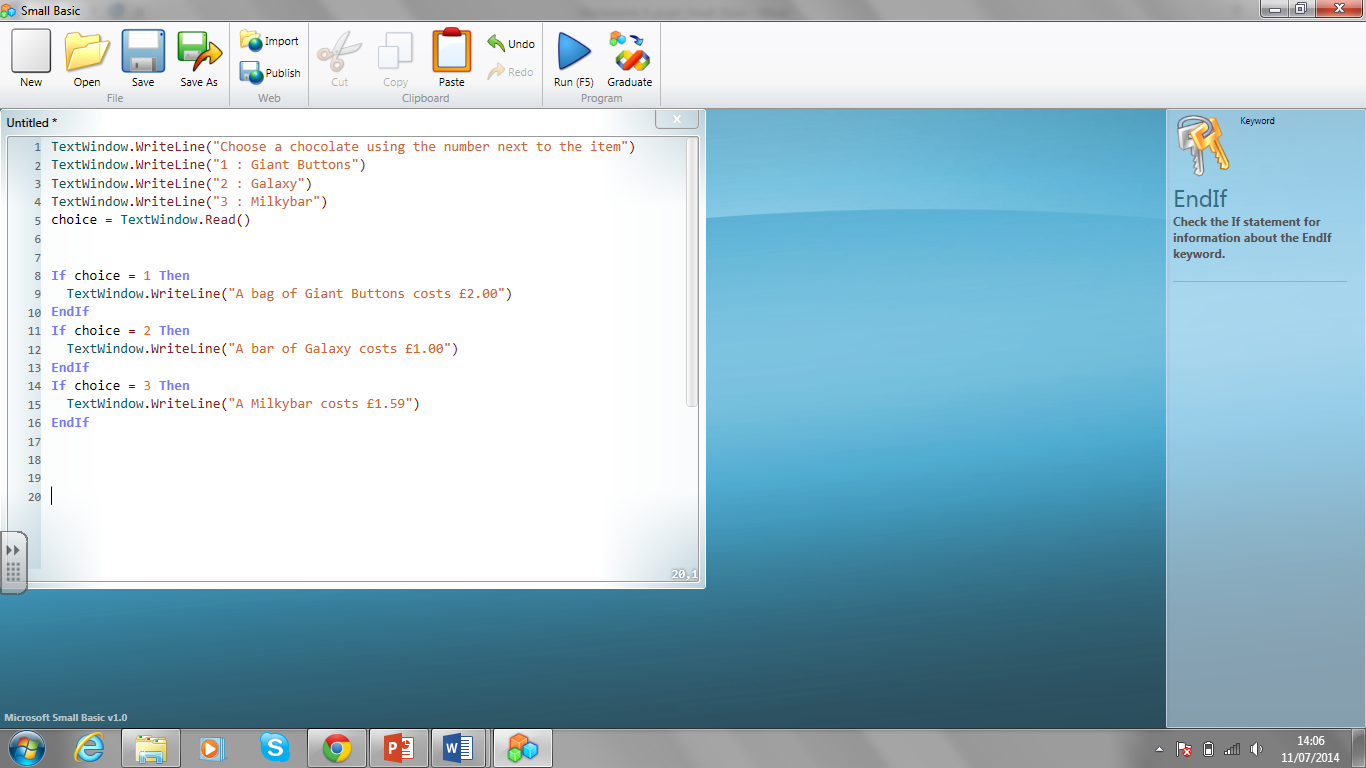 Small Basic
New
Open
Save
Save As
File
Import
Publish
Web
Cut
Copy
Paste
Undo
Redo
Clipboard
Run (F5)
Graduate
Program
Untitled *
x
1 TextWindow.WriteLine("Choose a chocolate using the number next to the item")
2 TextWindow.WriteLine("1 : Giant Buttons")
3 TextWindow.WriteLine("2 : Galaxy")
4 TextWindow.WriteLine("3 : Milkybar")
5 choice = TextWindow.Read()
6
7
8 If choice = 1 Then
9 TextWindow.WriteLine("A bag of Giant Buttons costs £2.00")
10 EndIf
11 If choice = 2 Then
12 TextWindow.WriteLine("A bar of Galaxy costs £1.00")
13 EndIf
14 If choice = 3 Then
15 TextWindow.WriteLine("A Milkybar costs £1.59")
16 EndIf
17
18
19
20
20,1
Keyword
EndIf
Check the If statement for
information about the EndIf
keyword.
Microsoft Small Basic v1.0
14:06
11/07/2014